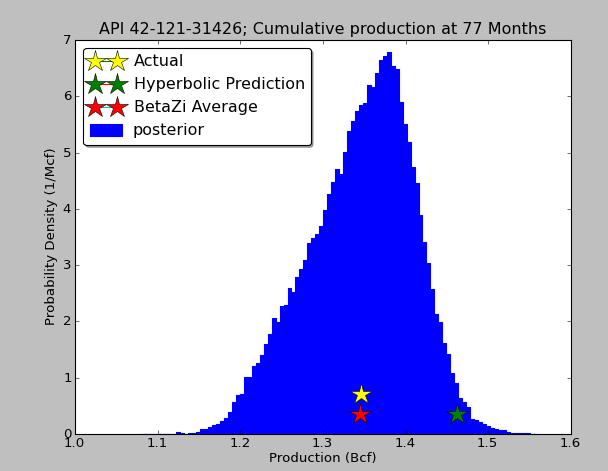 API 42-121-31426; Cumulative production at 77 Months
7
6
5
4
3
2
1
0
Probability Density (1/Mcf)
Actual
Hyperbolic Prediction
BetaZi Average
posterior
1.0 1.1 1.2 1.3 1.4 1.5 1.6
Production (Bcf)